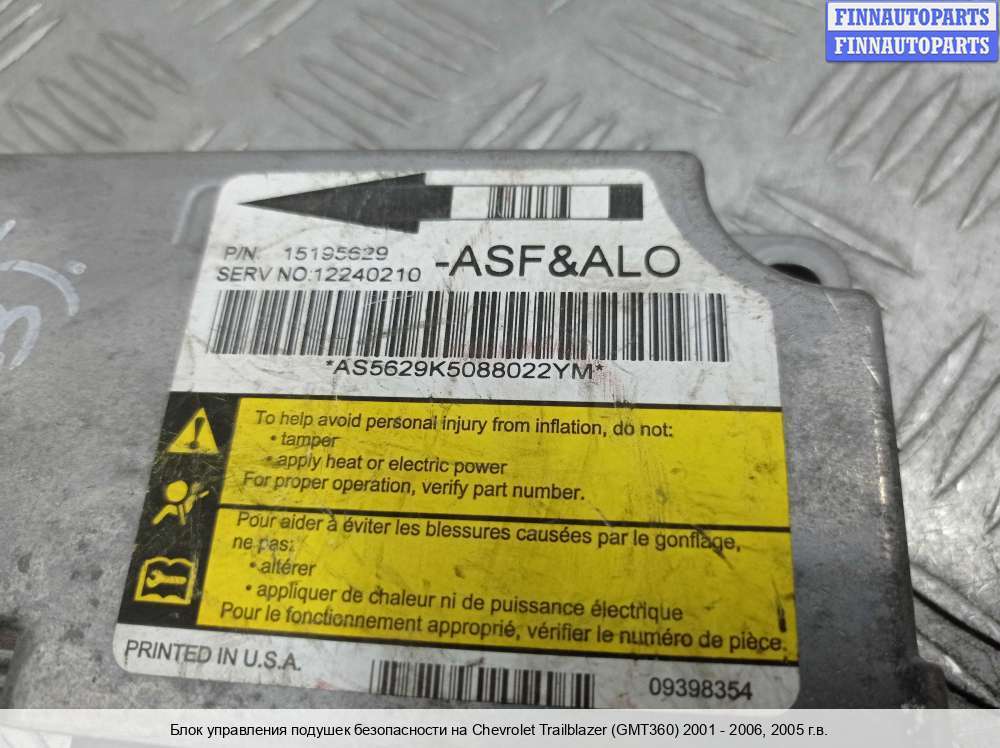 FINNAUTOPARTS
FINNAUTOPARTS
P/N: 15195629
SERV NO:12240210
-ASF&ALO
*AS5629K5088022YM*
To help avoid personal injury from inflation, do not:
• tamper
• apply heat or electric power
For proper operation, verify part number.
Pour aider à éviter les blessures causées par le gonflage,
ne pas:
• altérer
• appliquer de chaleur ni de puissance électrique
Pour le fonctionnement approprié, vérifier le numéro de pièce.
PRINTED IN U.S.A.
09398354
Блок управления подушек безопасности на Chevrolet Trailblazer (GMT360) 2001 - 2006, 2005 г.в.